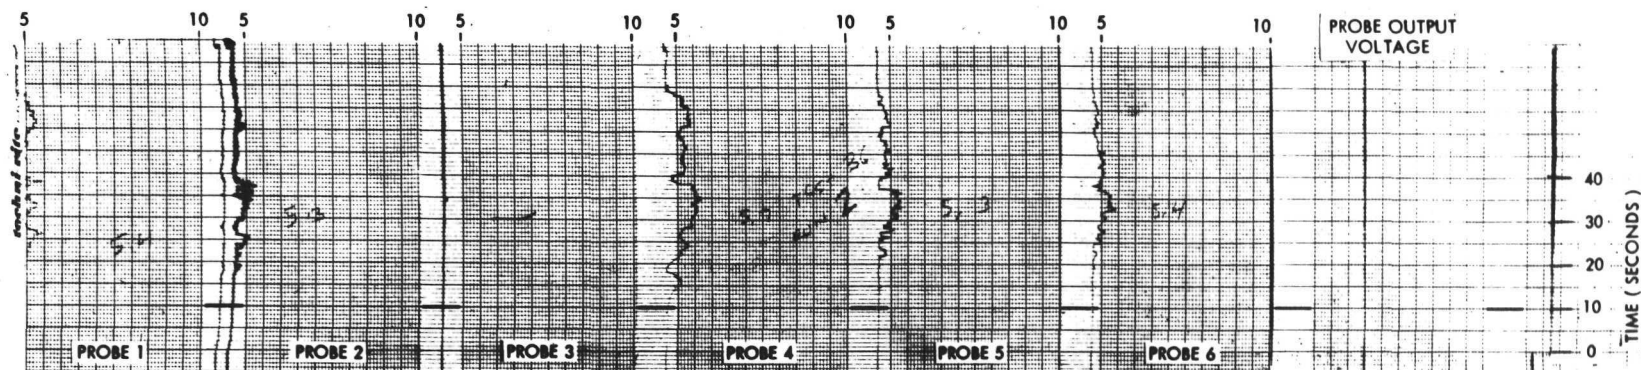 5 10 5 10 5 10 5 10 5 10 5 10
PROBE OUTPUT
VOLTAGE
5.4
5.3
5.3
5.4
40
30
20
10
0
TIME ( SECONDS )
PROBE 1
PROBE 2
PROBE 3
PROBE 4
PROBE 5
PROBE 6